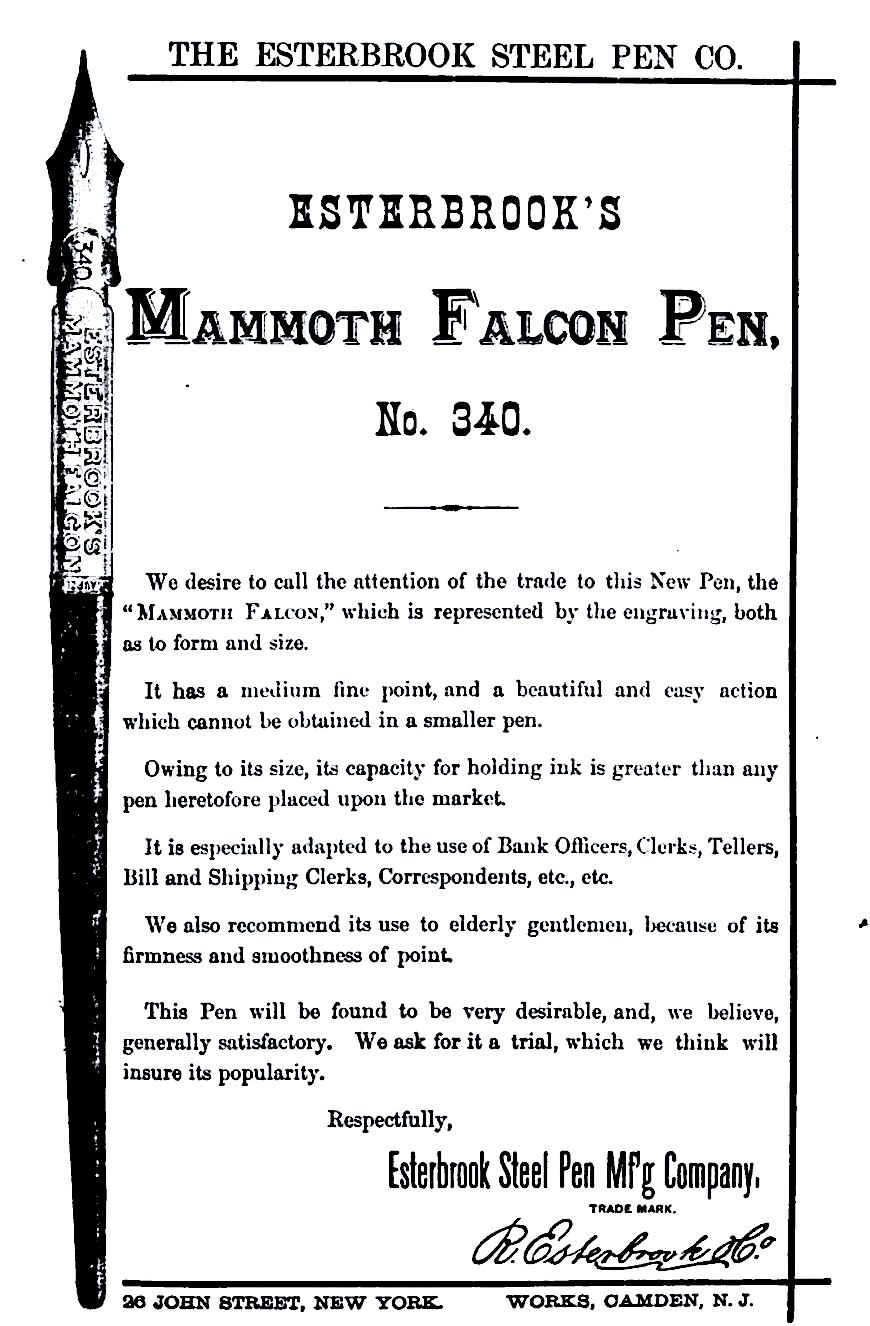 THE ESTERBROOK STEEL PEN CO.
ESTERBROOK'S
MAMMOTH FALCON PEN,
No. 340.
340
ESTERBROOK'S
MAMMOTH FALCON
We desire to call the attention of the trade to this New Pen, the
“MAMMOTH FALCON,” which is represented by the engraving, both
as to form and size.
It has a medium fine point, and a beautiful and easy action
which cannot be obtained in a smaller pen.
Owing to its size, its capacity for holding ink is greater than any
pen heretofore placed upon the market.
It is especially adapted to the use of Bank Officers, Clerks, Tellers,
Bill and Shipping Clerks, Correspondents, etc., etc.
We also recommend its use to elderly gentlemen, because of its
firmness and smoothness of point.
This Pen will be found to be very desirable, and, we believe,
generally satisfactory. We ask for it a trial, which we think will
insure its popularity.
Respectfully,
Esterbrook Steel Pen Mf'g Company.
TRADE MARK.
R. Esterbrook & Co
26 JOHN STREET, NEW YORK. WORKS, CAMDEN, N. J.